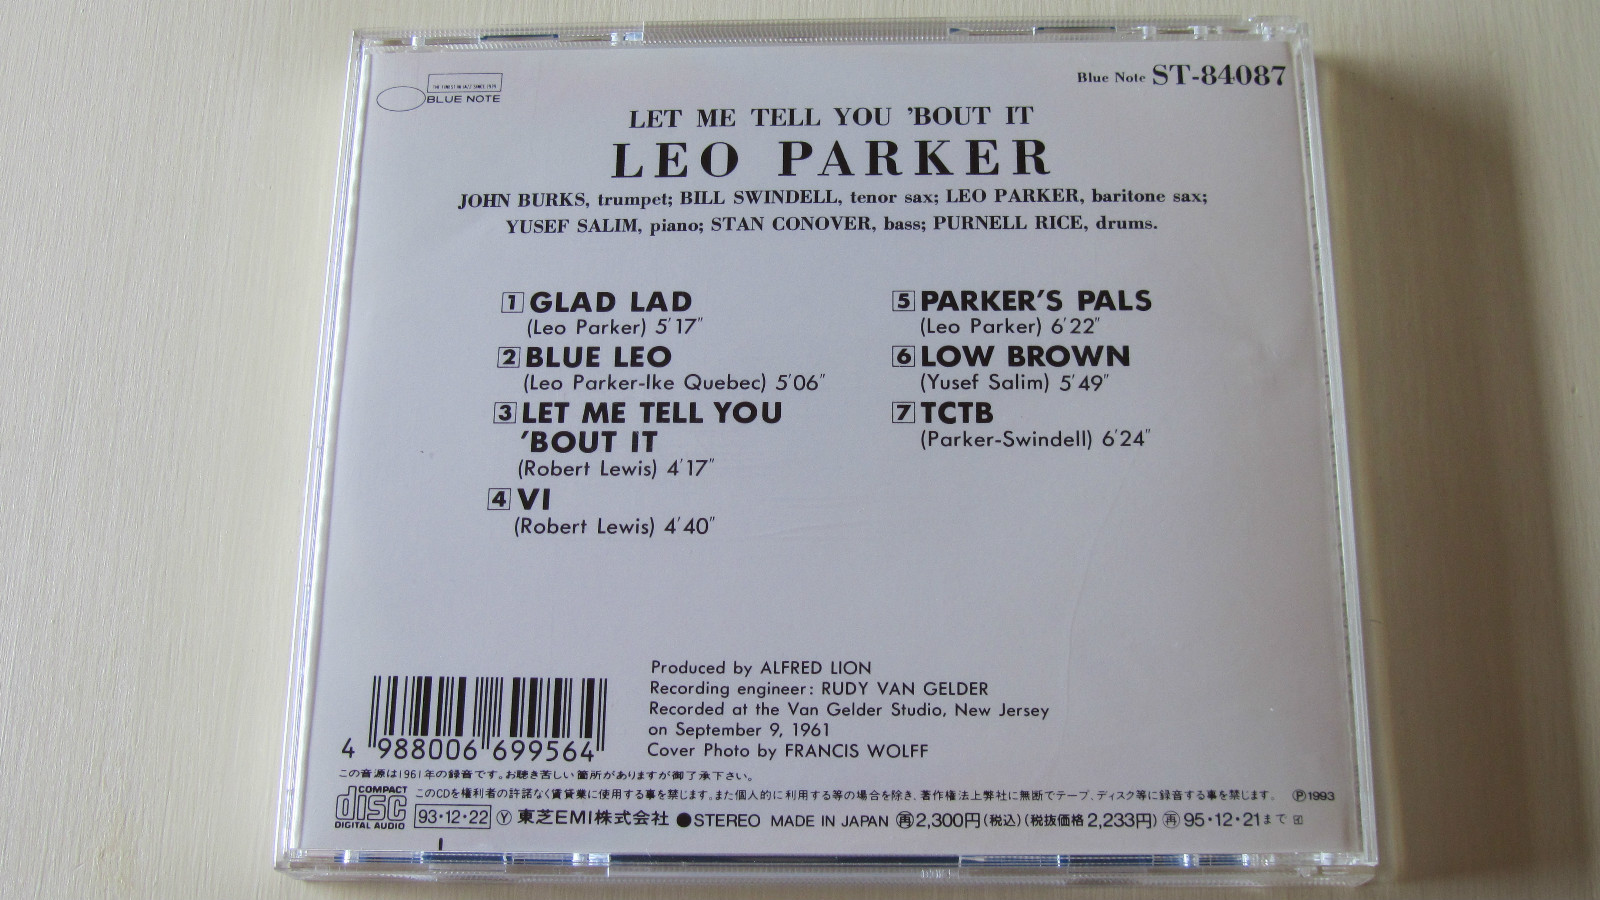 THE FINEST IN JAZZ SINCE 1939
BLUE NOTE
Blue Note ST-84087
LET ME TELL YOU 'BOUT IT
LEO PARKER
JOHN BURKS, trumpet; BILL SWINDELL, tenor sax; LEO PARKER, baritone sax;
YUSEF SALIM, piano; STAN CONOVER, bass; PURNELL RICE, drums.
1 GLAD LAD
(Leo Parker) 5'17"
2 BLUE LEO
(Leo Parker-Ike Quebec) 5'06"
3 LET ME TELL YOU
'BOUT IT
(Robert Lewis) 4'17"
4 VI
(Robert Lewis) 4'40"
5 PARKER'S PALS
(Leo Parker) 6'22"
6 LOW BROWN
(Yusef Salim) 5'49"
7 TCTB
(Parker-Swindell) 6'24"
Produced by ALFRED LION
Recording engineer: RUDY VAN GELDER
Recorded at the Van Gelder Studio, New Jersey
on September 9, 1961
Cover Photo by FRANCIS WOLFF
4 988006 699564
この音源は1961年の録音です。お聴き苦しい箇所がありますが御了承下さい。
COMPACT
disc
DIGITAL AUDIO
このCDを権利者の許諾なく賃貸業に使用する事を禁じます。また個人的に利用する等の場合を除き、著作権法上弊社に無断でテープ、ディスク等に録音する事を禁じます。 Ⓟ1993
93・12・22 Ⓨ 東芝EMI株式会社 ●STEREO MADE IN JAPAN ㊢2,300円(税込)(税抜価格 2,233円) ㊢ 95・12・21まで